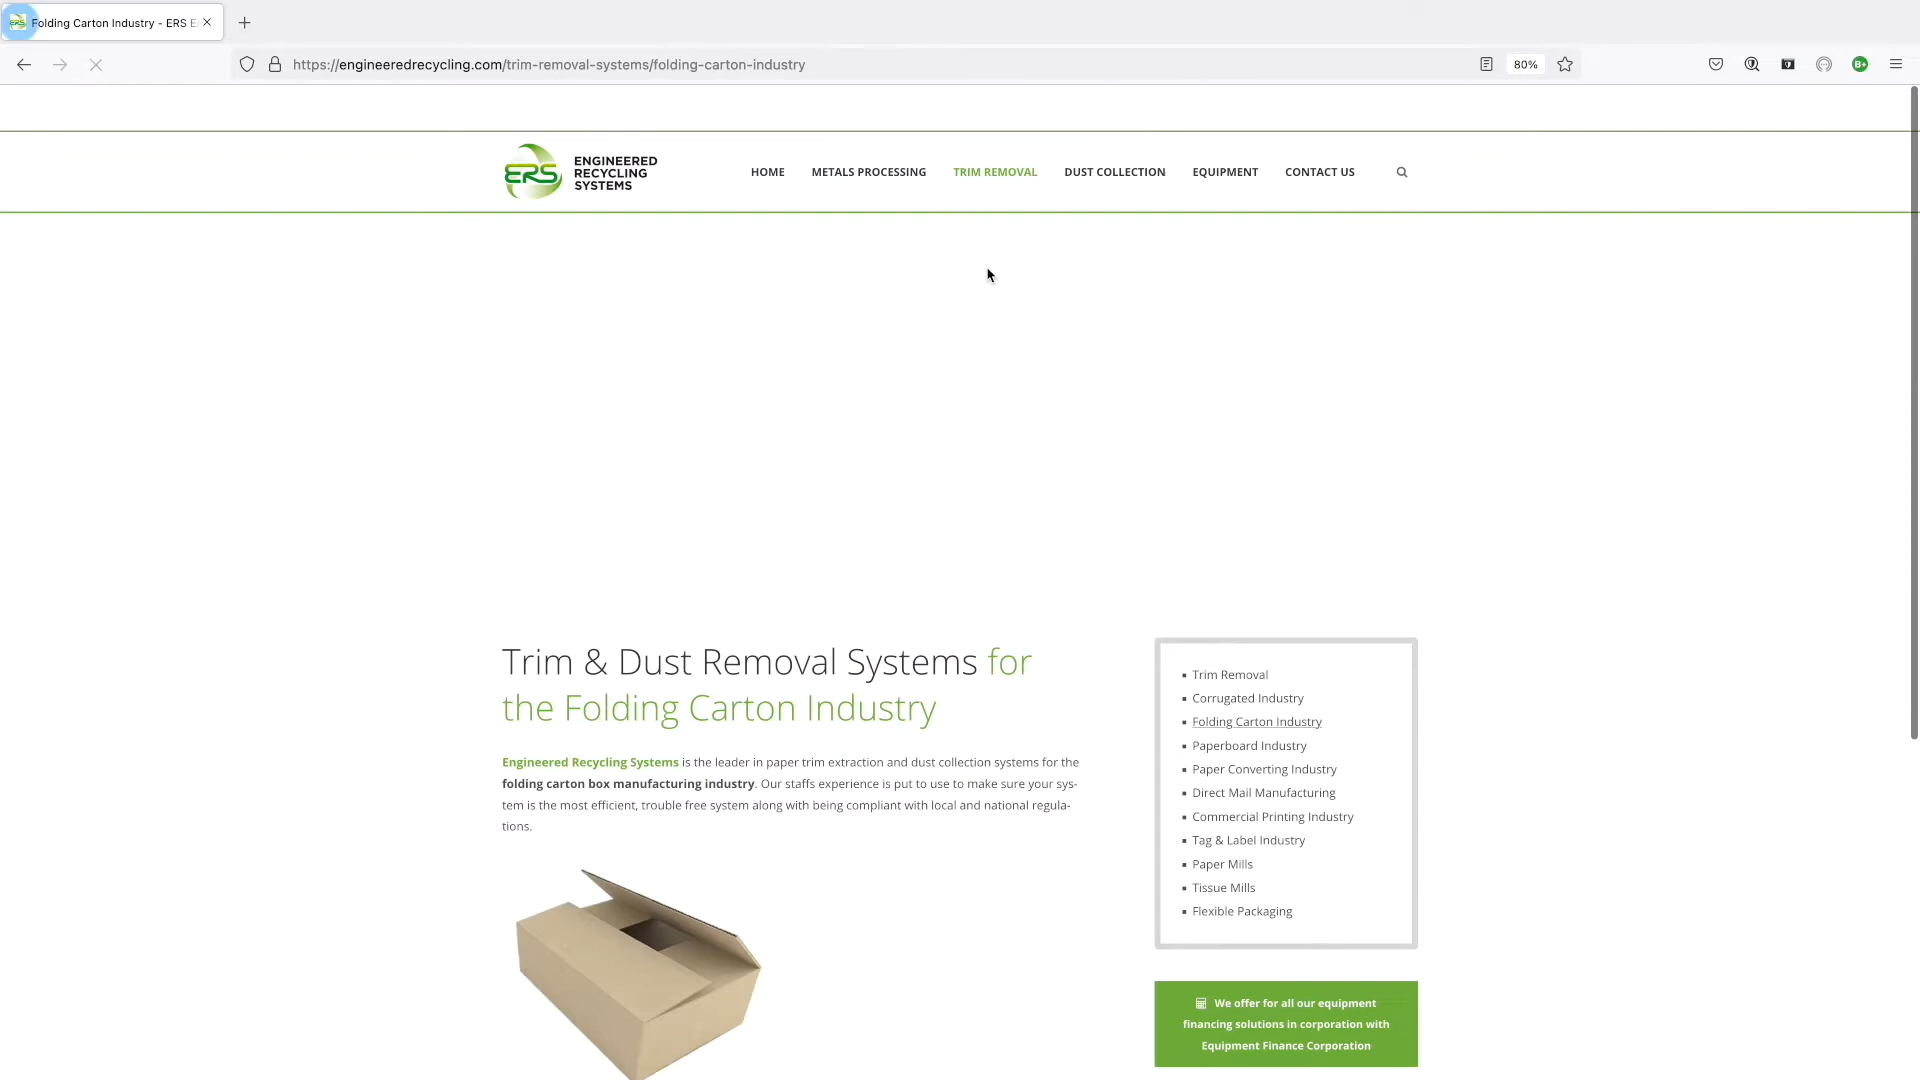 Folding Carton Industry - ERS E
https://engineeredrecycling.com/trim-removal-systems/folding-carton-industry
80%
B+
ERS
ENGINEERED
RECYCLING
SYSTEMS
HOME
METALS PROCESSING
TRIM REMOVAL
DUST COLLECTION
EQUIPMENT
CONTACT US
Trim & Dust Removal Systems for
the Folding Carton Industry
Engineered Recycling Systems is the leader in paper trim extraction and dust collection systems for the
folding carton box manufacturing industry. Our staffs experience is put to use to make sure your sys-
tem is the most efficient, trouble free system along with being compliant with local and national regula-
tions.
Trim Removal
Corrugated Industry
Folding Carton Industry
Paperboard Industry
Paper Converting Industry
Direct Mail Manufacturing
Commercial Printing Industry
Tag & Label Industry
Paper Mills
Tissue Mills
Flexible Packaging
We offer for all our equipment
financing solutions in corporation with
Equipment Finance Corporation